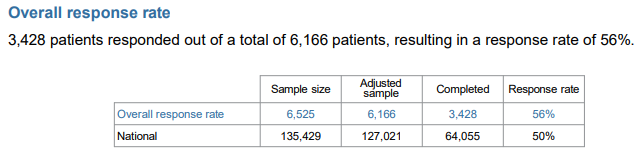 Overall response rate
3,428 patients responded out of a total of 6,166 patients, resulting in a response rate of 56%.
Sample size Adjusted sample Completed Response rate
Overall response rate 6,525 6,166 3,428 56%
National 135,429 127,021 64,055 50%